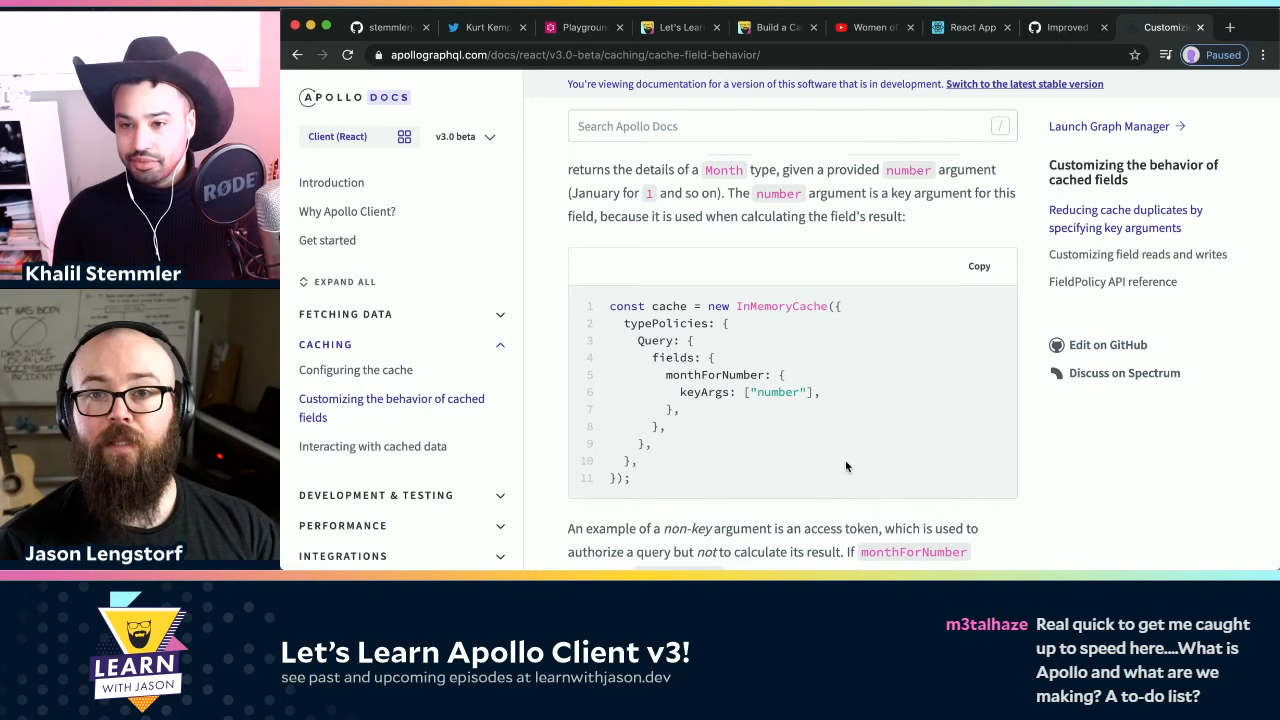 stemmlerj
Kurt Kemp
Playgroun
Let's Lear
Build a Ca
Women of
React App
Improved
Customizi
apollographql.com/docs/react/v3.0-beta/caching/cache-field-behavior/
Paused
You're viewing documentation for a version of this software that is in development. Switch to the latest stable version
APOLLO DOCS
Client (React)
v3.0 beta
Introduction
Why Apollo Client?
Get started
EXPAND ALL
FETCHING DATA
CACHING
Configuring the cache
Customizing the behavior of cached
fields
Interacting with cached data
DEVELOPMENT & TESTING
PERFORMANCE
INTEGRATIONS
Search Apollo Docs
/
returns the details of a Month type, given a provided number argument
(January for 1 and so on). The number argument is a key argument for this
field, because it is used when calculating the field's result:
Copy
1 const cache = new InMemoryCache({
2 typePolicies: {
3 Query: {
4 fields: {
5 monthForNumber: {
6 keyArgs: ["number"],
7 },
8 },
9 },
10 },
11 });
An example of a non-key argument is an access token, which is used to
authorize a query but not to calculate its result. If monthForNumber
Launch Graph Manager
Customizing the behavior of
cached fields
Reducing cache duplicates by
specifying key arguments
Customizing field reads and writes
FieldPolicy API reference
Edit on GitHub
Discuss on Spectrum
RØDE
Khalil Stemmler
Jason Lengstorf
LEARN
WITH JASON
Let's Learn Apollo Client v3!
see past and upcoming episodes at learnwithjason.dev
m3talhaze Real quick to get me caught
up to speed here....What is
Apollo and what are we
making? A to-do list?